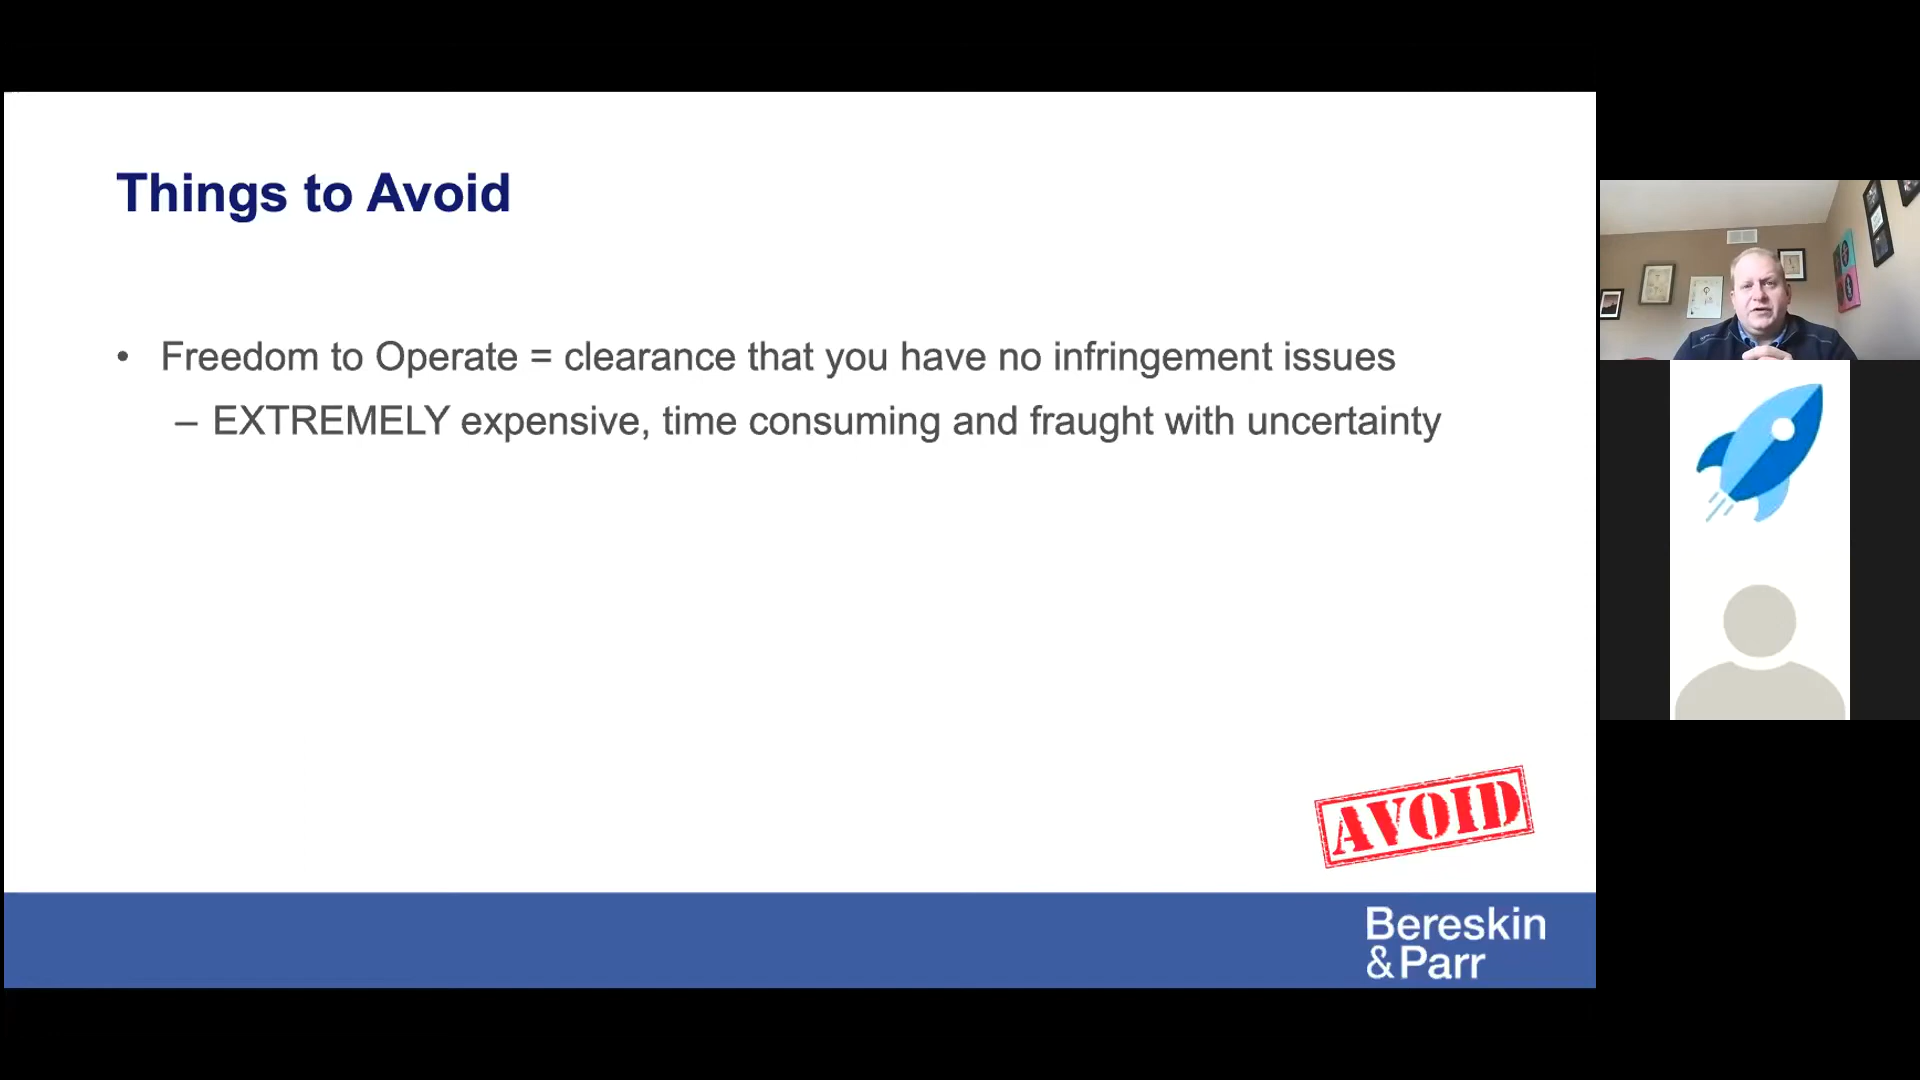 Things to Avoid
• Freedom to Operate = clearance that you have no infringement issues
– EXTREMELY expensive, time consuming and fraught with uncertainty
AVOID
Bereskin
& Parr